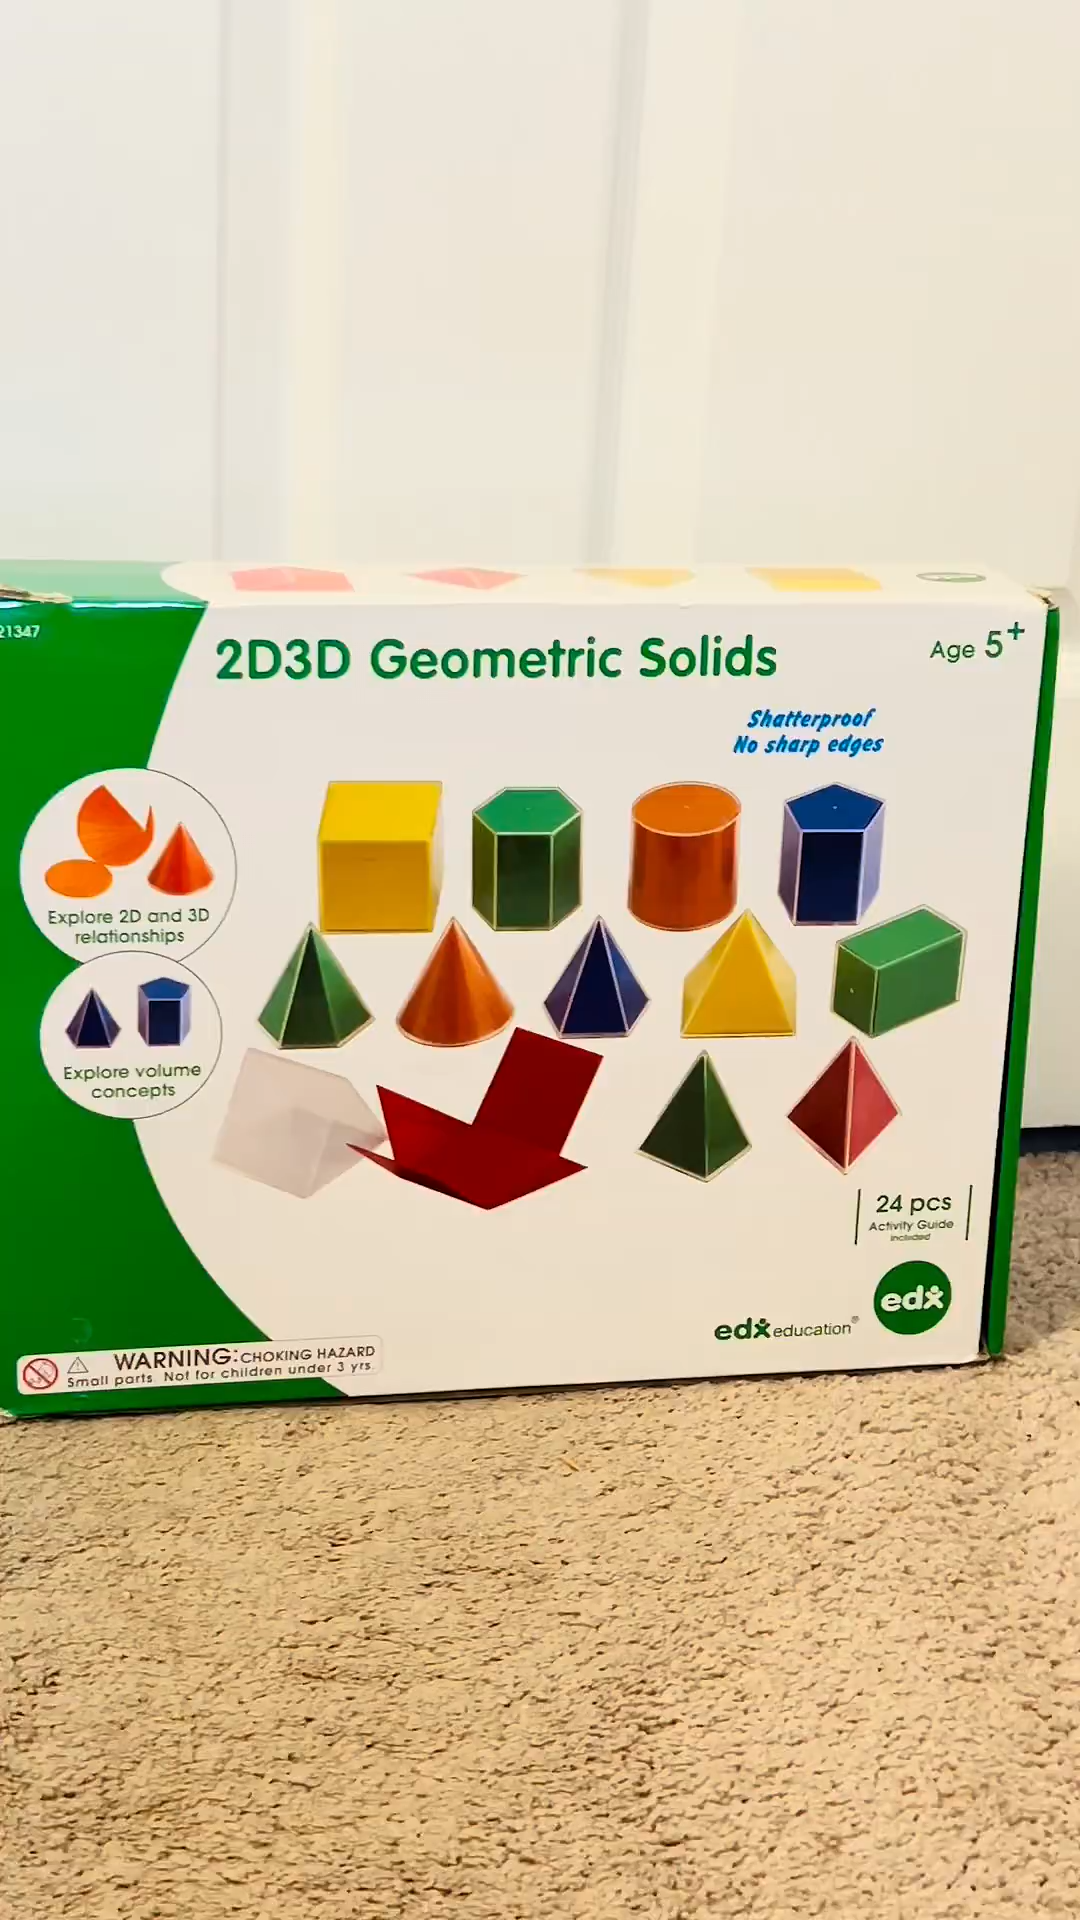 21347
2D3D Geometric Solids
Age 5+
Shatterproof
No sharp edges
Explore 2D and 3D
relationships
Explore volume
concepts
24 pcs
Activity Guide
included
edx
edx education®
WARNING: CHOKING HAZARD
Small parts. Not for children under 3 yrs.